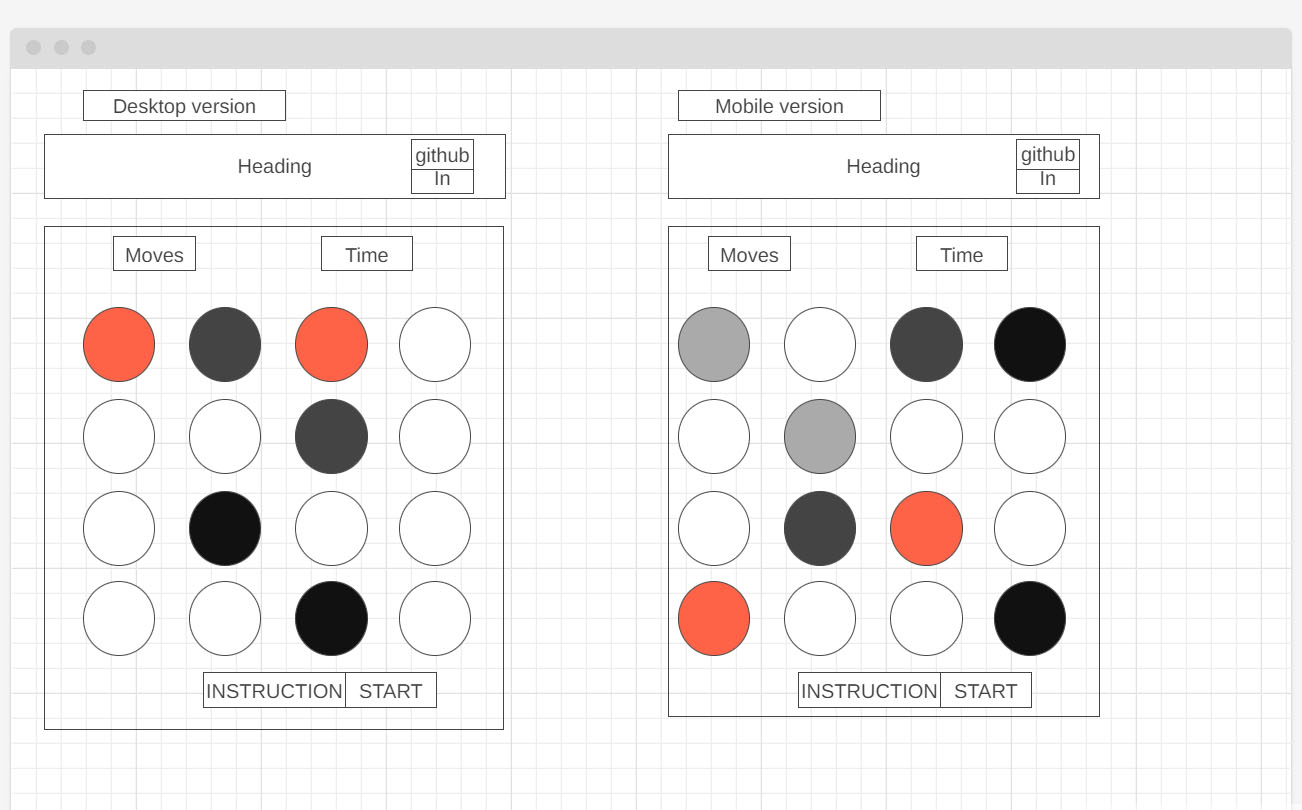 Desktop version
Heading
github
In
Moves
Time
INSTRUCTION
START
Mobile version
Heading
github
In
Moves
Time
INSTRUCTION
START